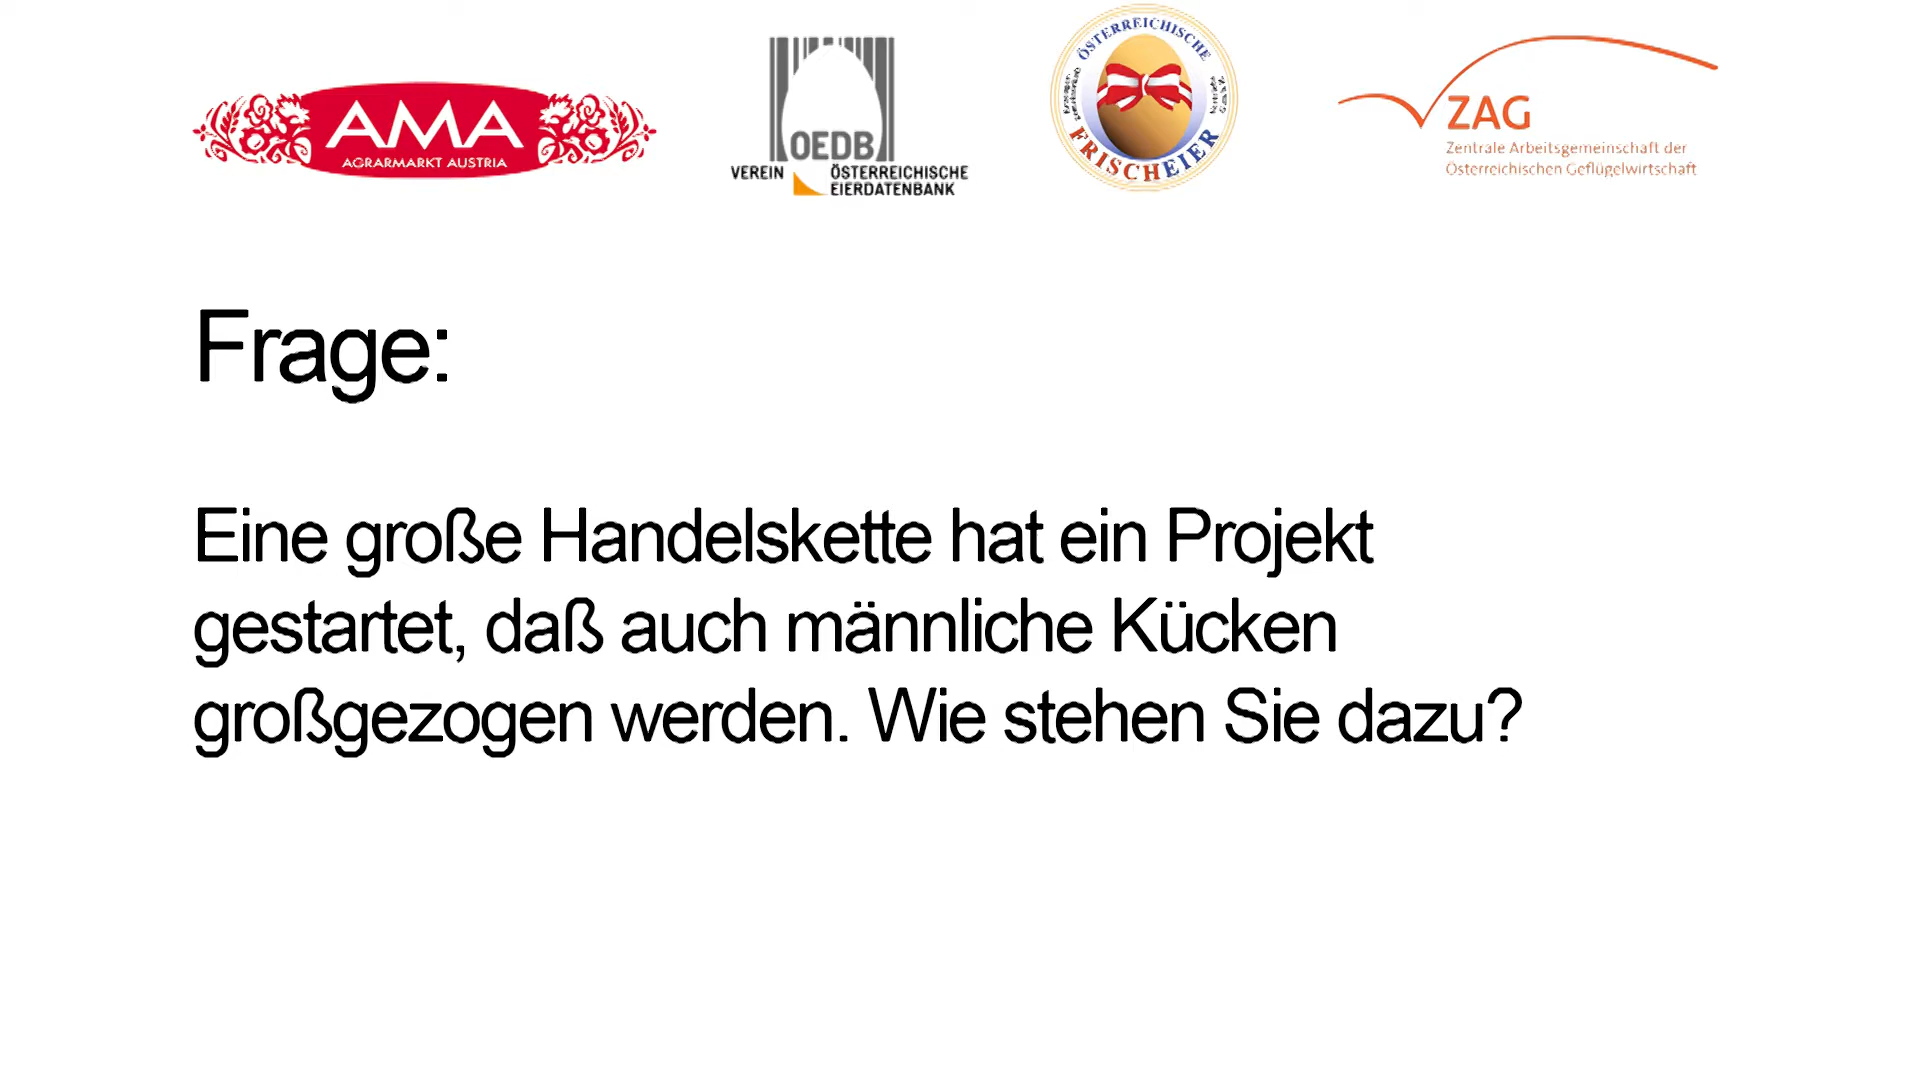 AMA
AGRARMARKT AUSTRIA
OEDB
VEREIN ÖSTERREICHISCHE
EIERDATENBANK
ÖSTERREICHISCHE
FRISCHEIER
ZAG
Zentrale Arbeitsgemeinschaft der
Österreichischen Geflügelwirtschaft
Frage:
Eine große Handelskette hat ein Projekt
gestartet, daß auch männliche Kücken
großgezogen werden. Wie stehen Sie dazu?